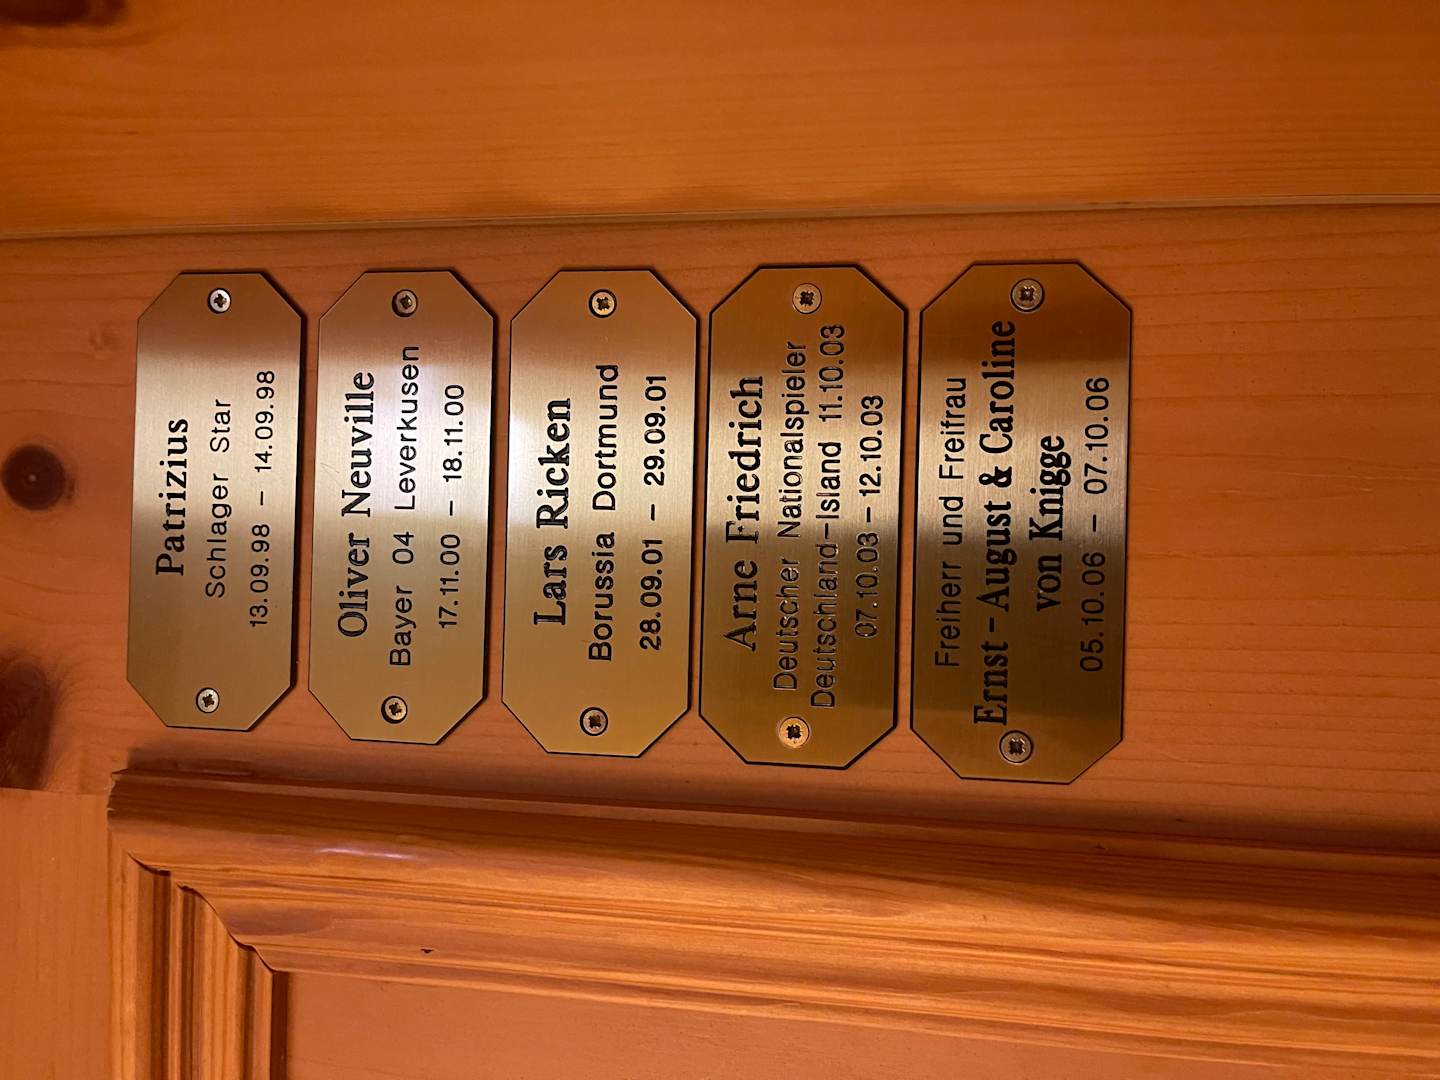 Patrizius
Schlager Star
13.09.98 – 14.09.98
Oliver Neuville
Bayer 04 Leverkusen
17.11.00 – 18.11.00
Lars Ricken
Borussia Dortmund
28.09.01 – 29.09.01
Arne Friedrich
Deutscher Nationalspieler
Deutschland-Island 11.10.03
07.10.03 – 12.10.03
Freiherr und Freifrau
Ernst - August & Caroline
von Knigge
05.10.06 – 07.10.06